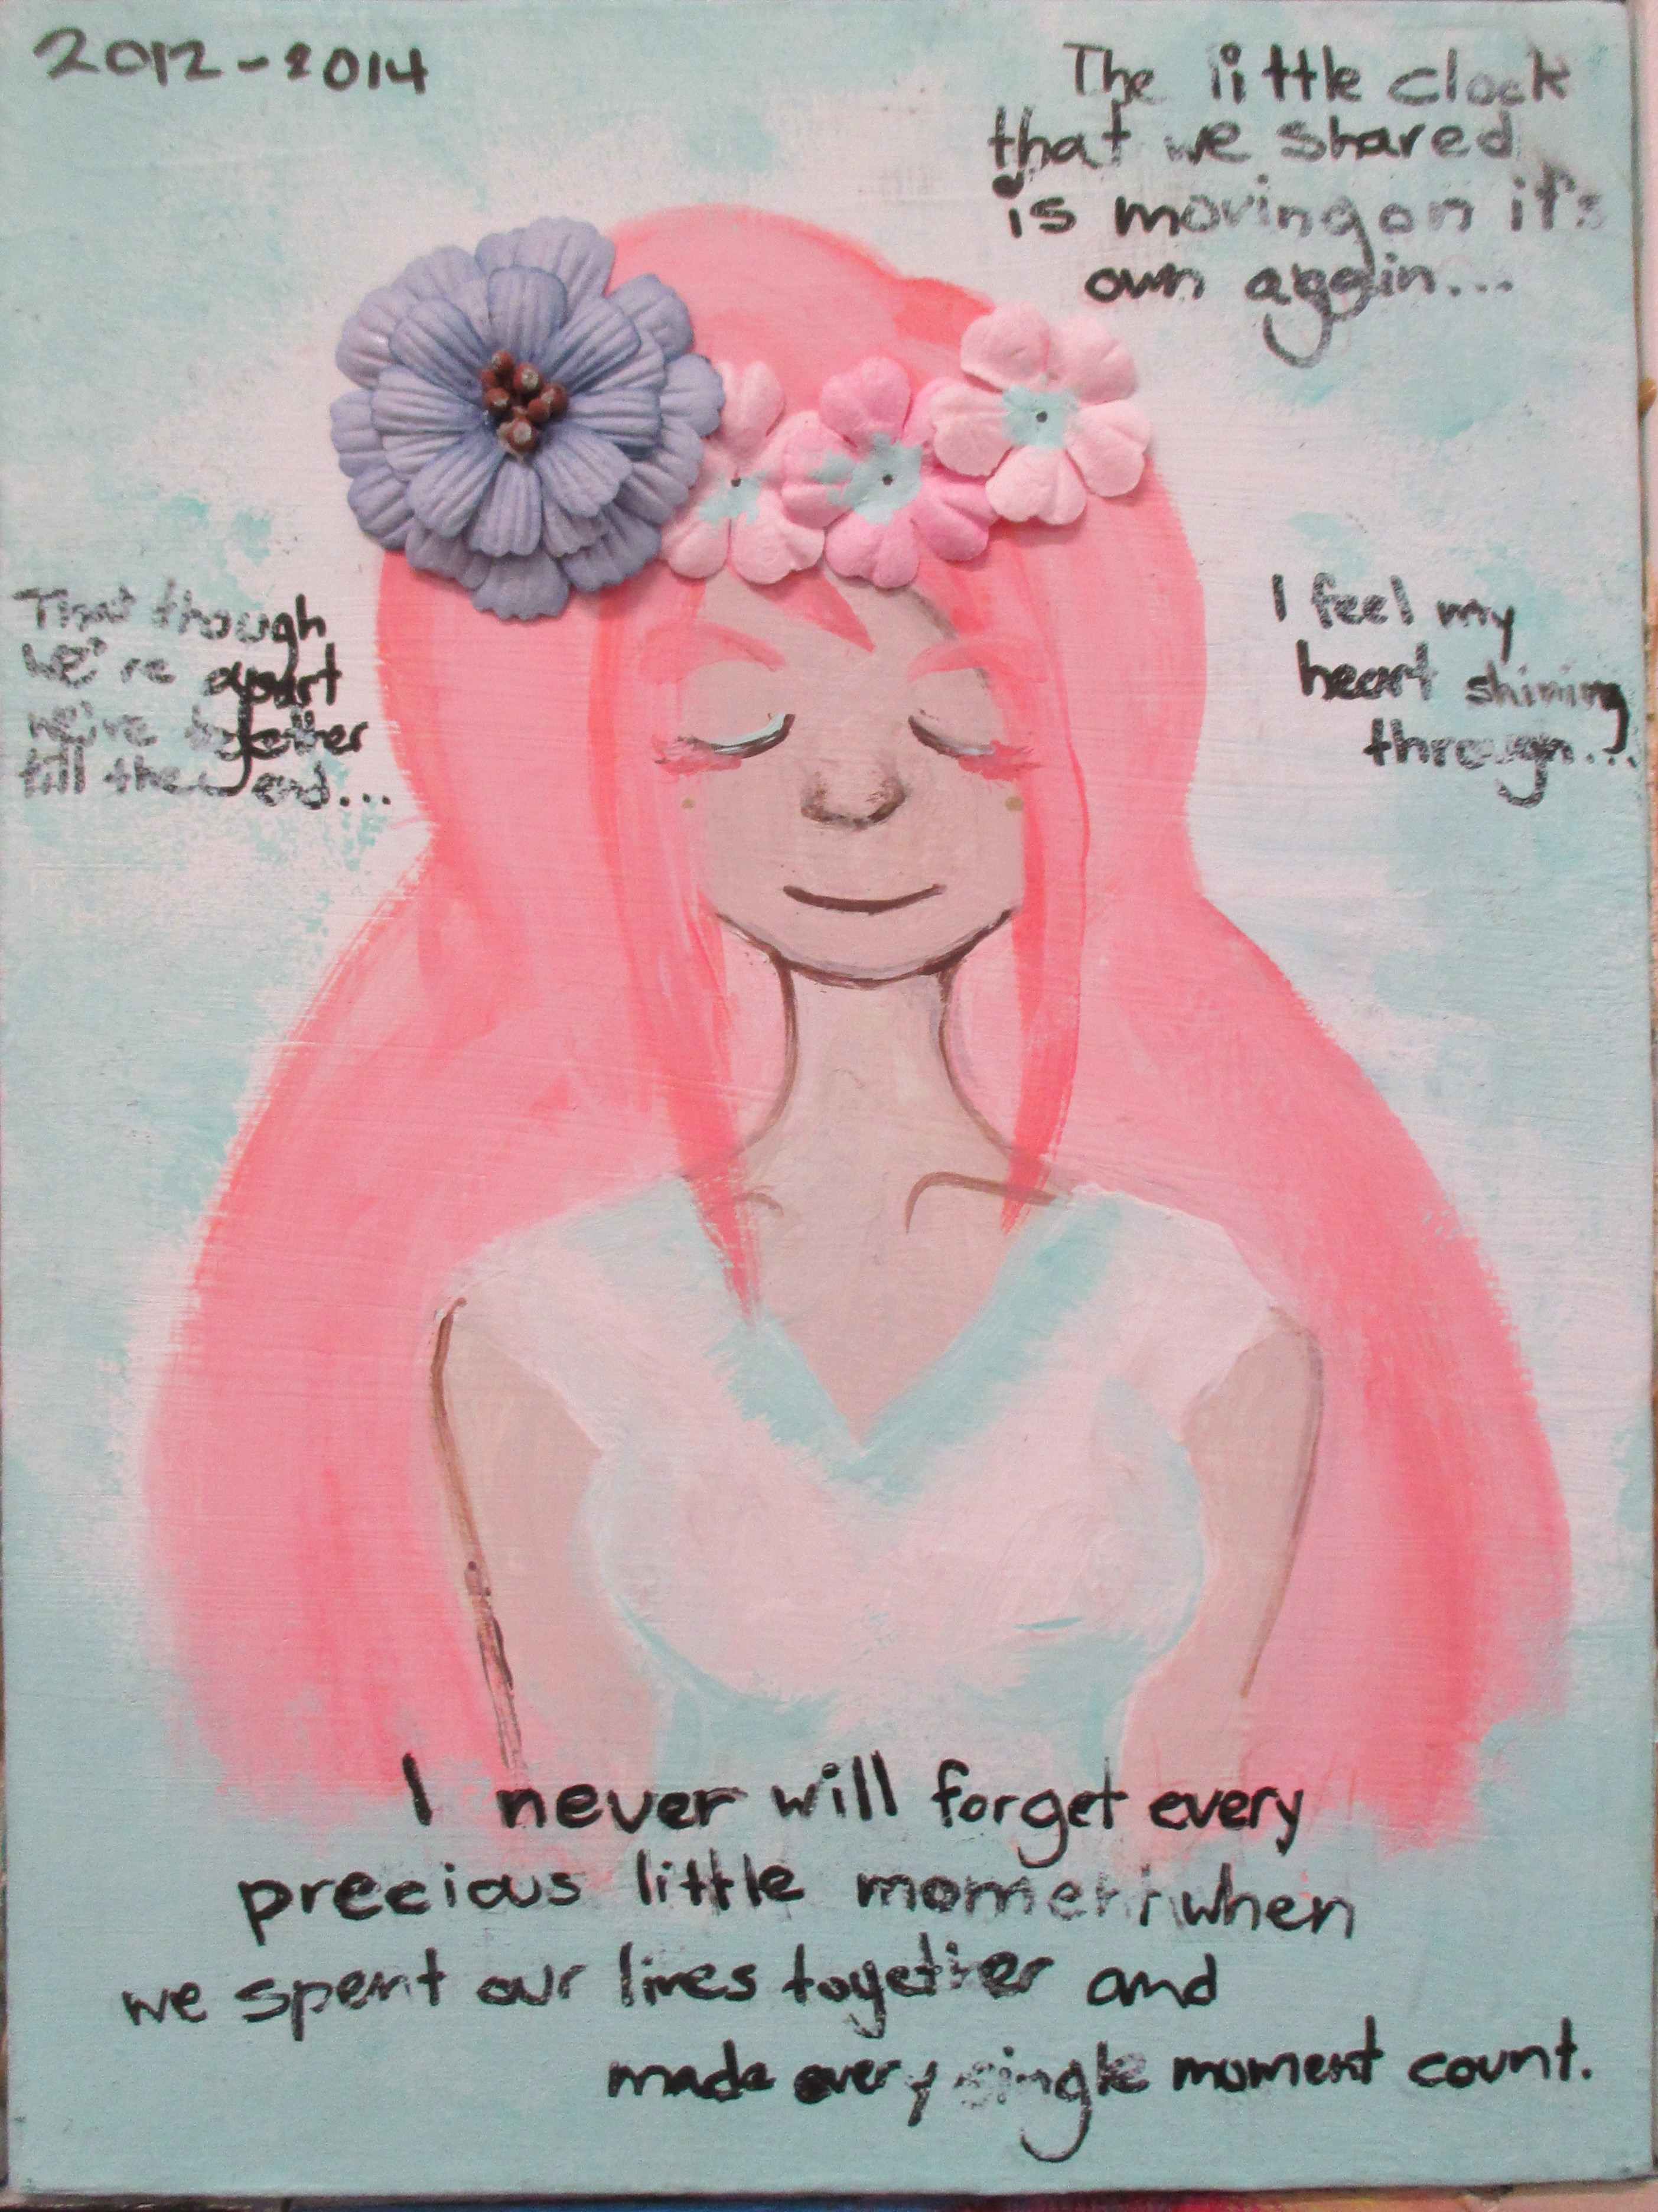 2012-2014
The little clock
that we shared
is moving on it's
own again...
That though
we're apart
we're together
till the end...
I feel my
heart shining
through...
I never will forget every
precious little moment when
we spent our lives together and
made every single moment count.